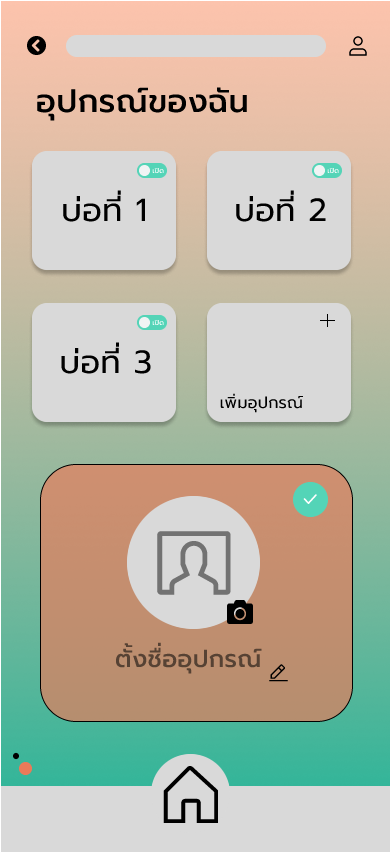 อุปกรณ์ของฉัน
เปิด
เปิด
บ่อที่ 1
บ่อที่ 2
เปิด
บ่อที่ 3
เพิ่มอุปกรณ์
ตั้งชื่ออุปกรณ์